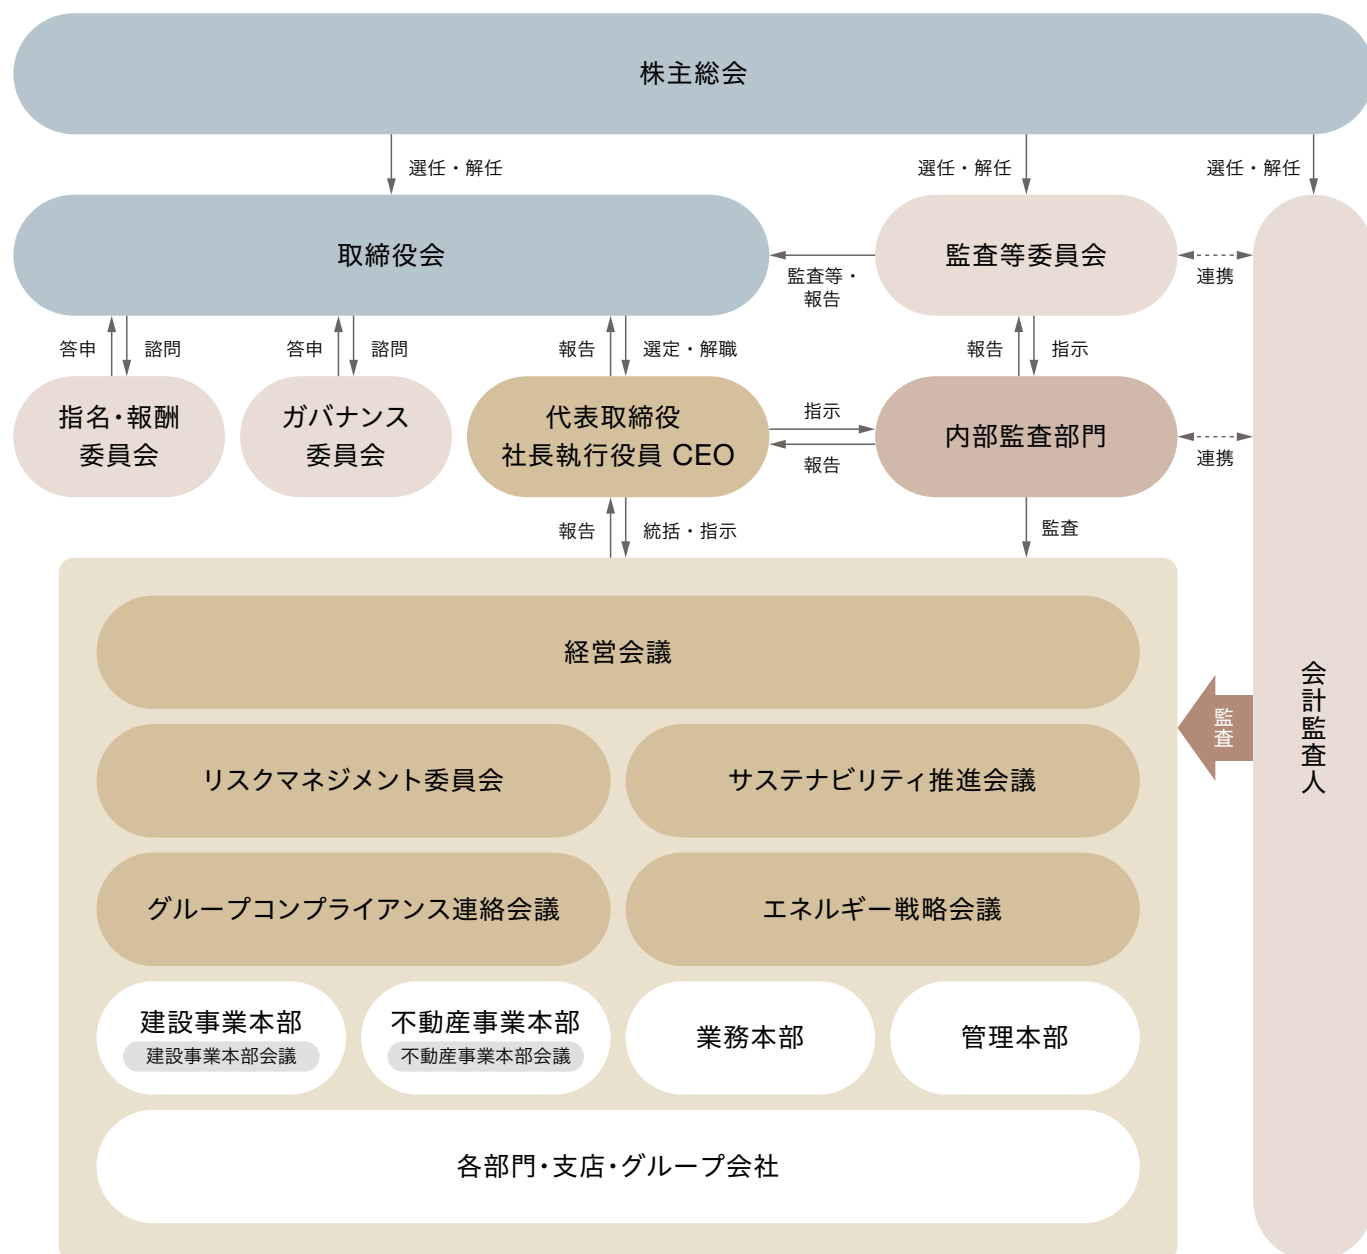 株主総会
選任・解任
選任・解任
選任・解任
取締役会
監査等委員会
監査等・
報告
連携
答申
諮問
答申
諮問
報告
選定・解職
報告
指示
指名・報酬
委員会
ガバナンス
委員会
代表取締役
社長執行役員 CEO
指示
報告
内部監査部門
連携
報告
統括・指示
監査
経営会議
リスクマネジメント委員会
サステナビリティ推進会議
監査
会計監査人
グループコンプライアンス連絡会議
エネルギー戦略会議
建設事業本部
建設事業本部会議
不動産事業本部
不動産事業本部会議
業務本部
管理本部
各部門・支店・グループ会社